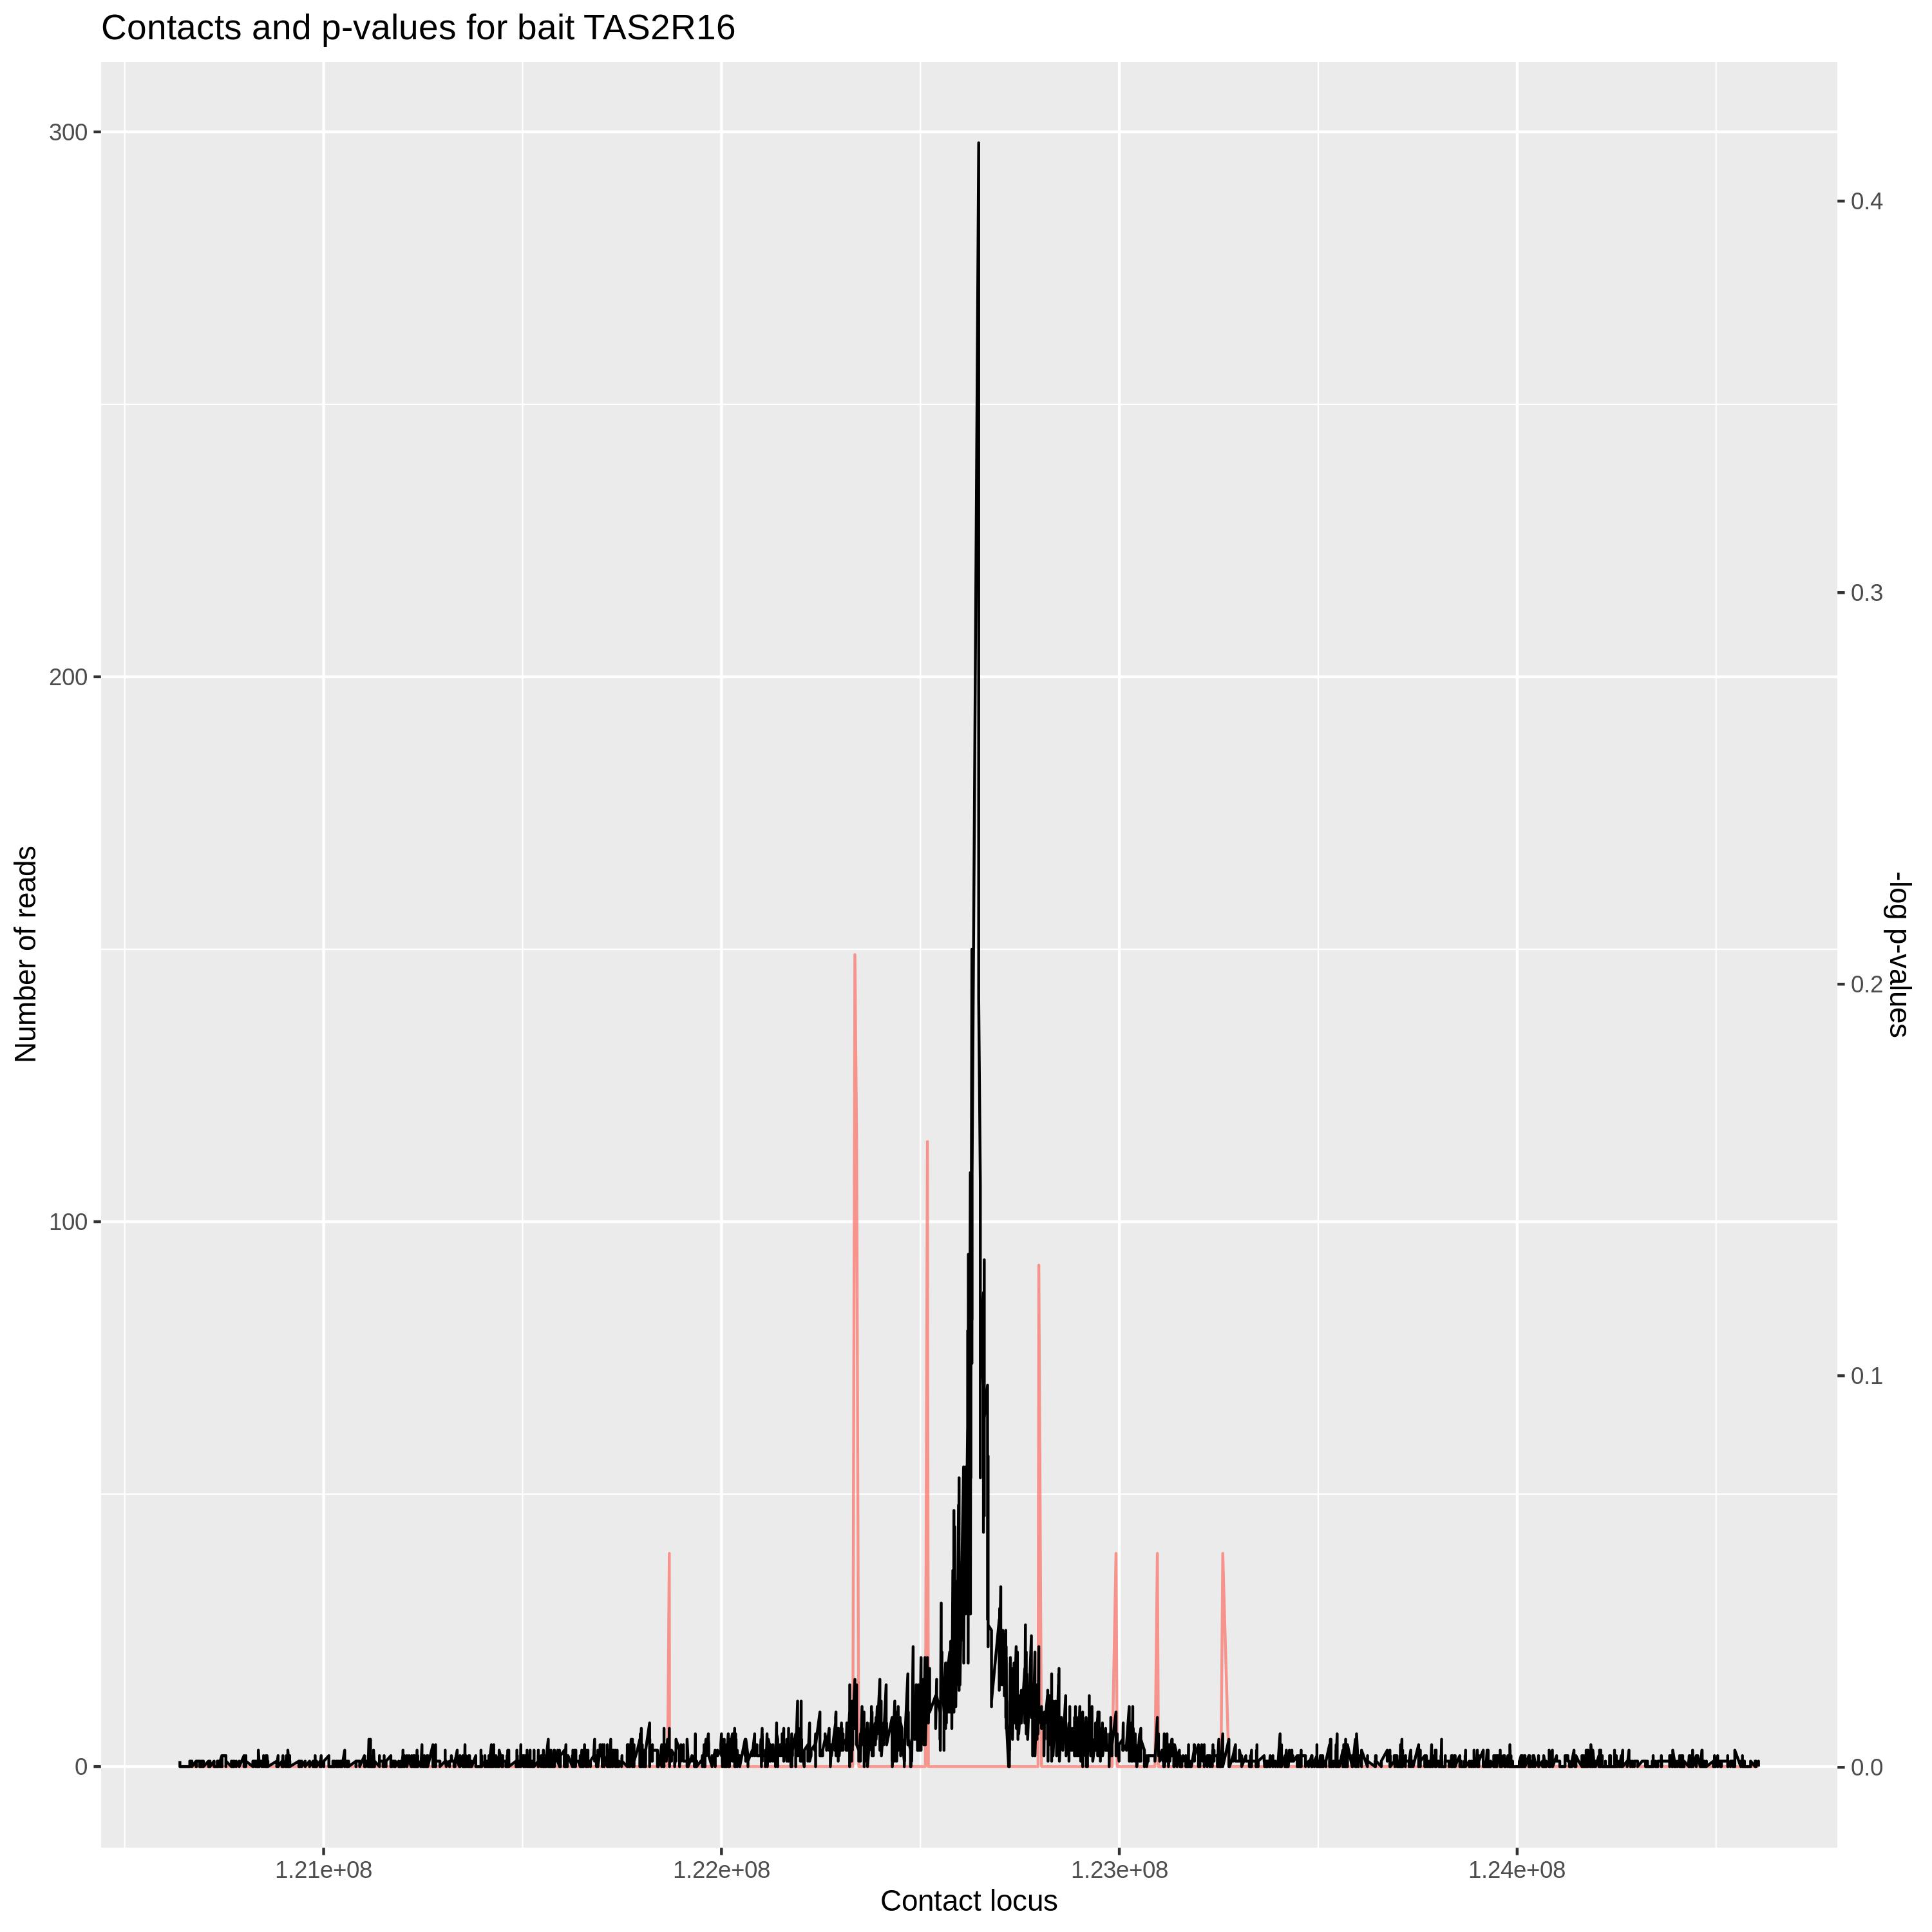 Contacts and p-values for bait TAS2R16
300
200
100
0
Number of reads
0.4
0.3
0.2
0.1
0.0
-log p-values
1.21e+08
1.22e+08
1.23e+08
1.24e+08
Contact locus